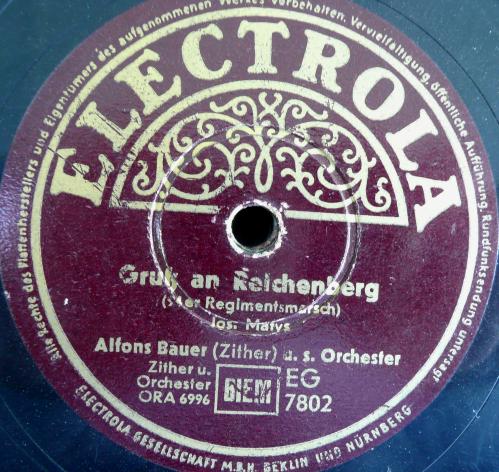 Alle Rechte des Plattenherstellers und Eigentümers des aufgenommenen Werkes vorbehalten. Vervielfältigung, öffentliche Aufführung, Rundfunksendung untersagt
ELECTROLA
Gruß an Reichenberg
(94er Regimentsmarsch)
Jos. Matys
Alfons Bauer (Zither) u. s. Orchester
Zither u.
Orchester
ORA 6996
BIEM
EG
7802
ELECTROLA GESELLSCHAFT M.B.H. BERLIN UND NÜRNBERG